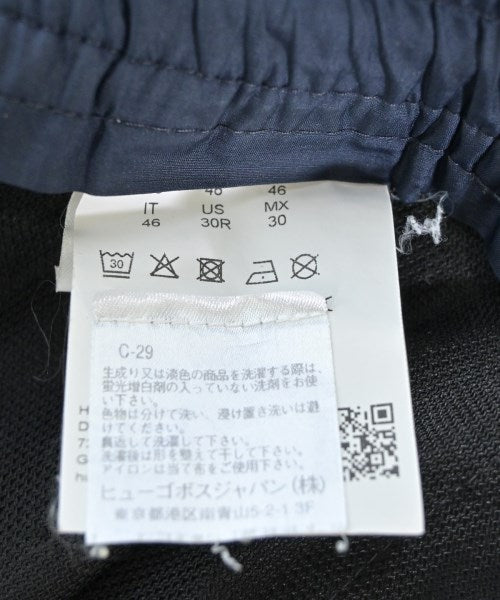 46 46
IT US MX
46 30R 30
30
C-29
生成り又は淡色の商品を洗濯する際は、
蛍光増白剤の入っていない洗剤をお使
い下さい。
色物は分けて洗い、浸け置き洗いは避
けてください。
裏返して洗濯して下さい。
洗濯後は形を整えて干して下さい。
アイロンは当て布をご使用下さい。
ヒューゴボスジャパン(株)
東京都港区南青山5-2-1 3F